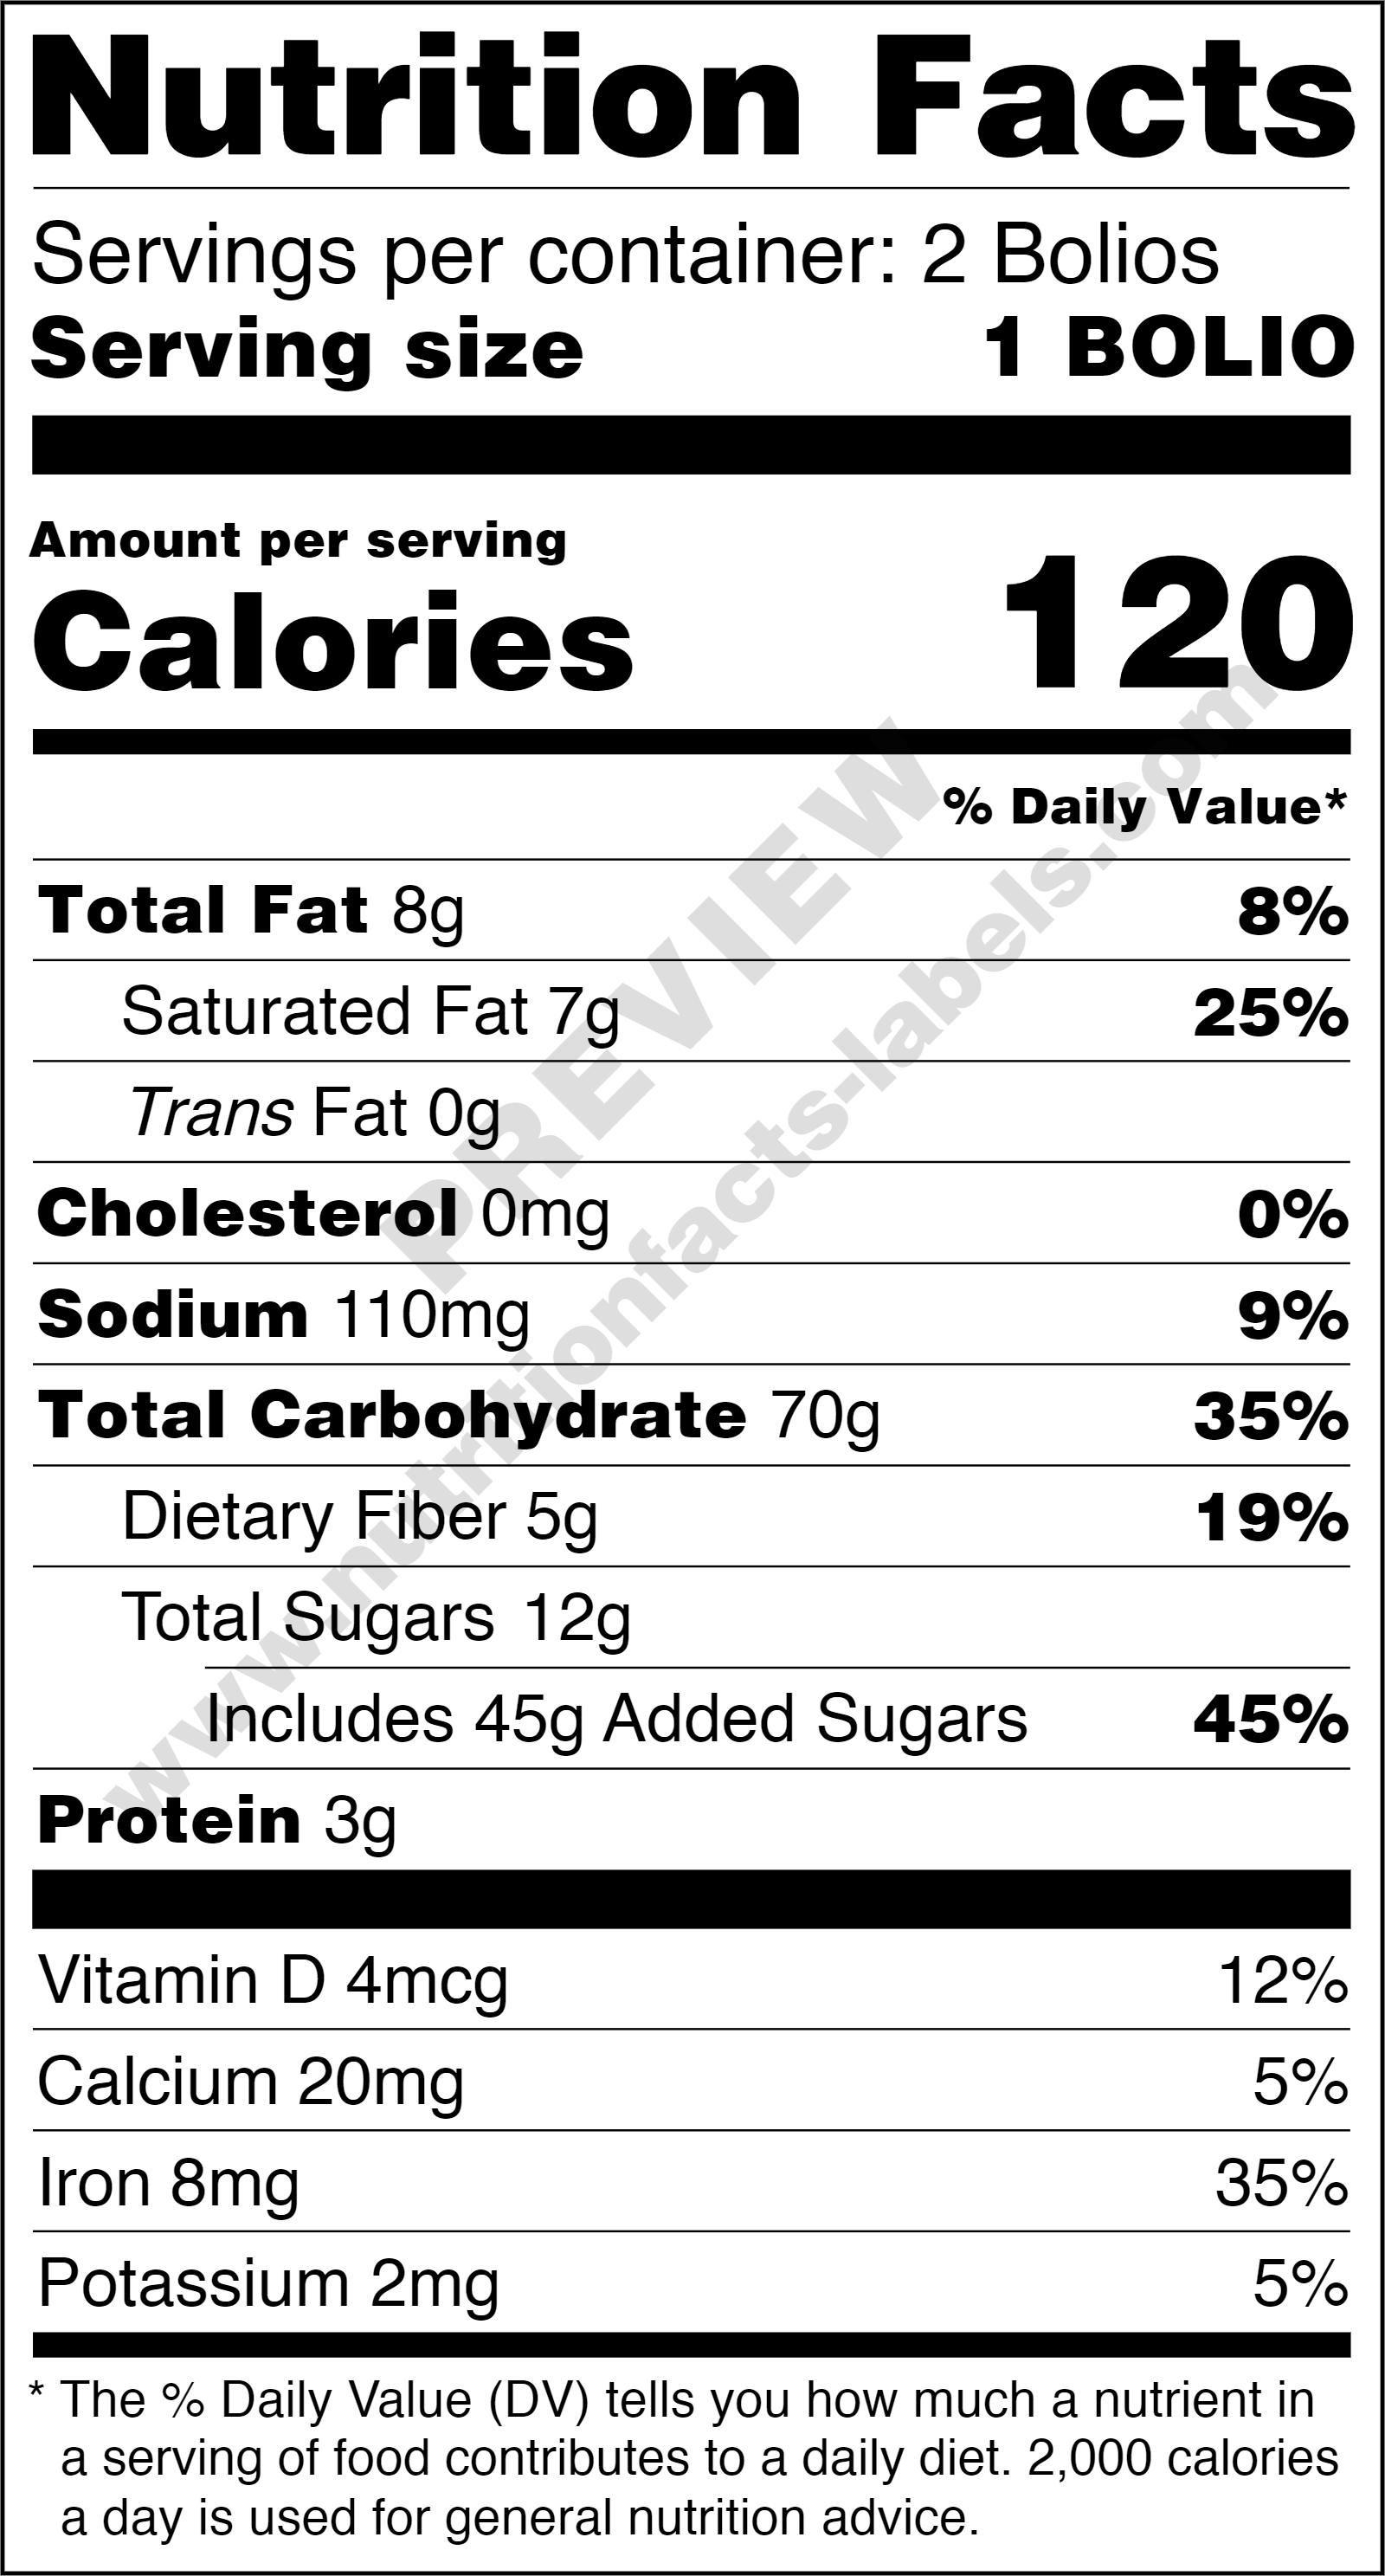 Nutrition Facts
Servings per container: 2 Bolios
Serving size 1 BOLIO
Amount per serving
Calories 120
% Daily Value*
Total Fat 8g 8%
Saturated Fat 7g 25%
Trans Fat 0g
Cholesterol 0mg 0%
Sodium 110mg 9%
Total Carbohydrate 70g 35%
Dietary Fiber 5g 19%
Total Sugars 12g
Includes 45g Added Sugars 45%
Protein 3g
Vitamin D 4mcg 12%
Calcium 20mg 5%
Iron 8mg 35%
Potassium 2mg 5%
* The % Daily Value (DV) tells you how much a nutrient in
a serving of food contributes to a daily diet. 2,000 calories
a day is used for general nutrition advice.
PREVIEW
www.nutritionfacts-labels.com